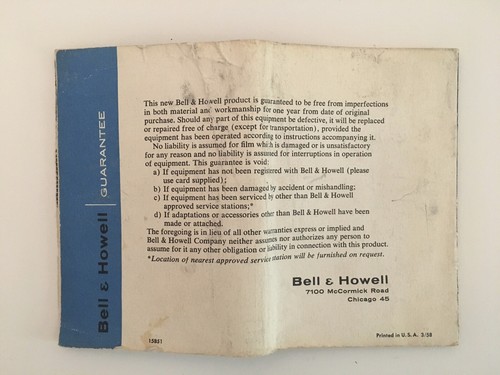 Bell & Howell | GUARANTEE
This new Bell & Howell product is guaranteed to be free from imperfections
in both material and workmanship for one year from date of original
purchase. Should any part of this equipment be defective, it will be replaced
or repaired free of charge (except for transportation), provided the
equipment has been operated according to instructions accompanying it.
No liability is assumed for film which is damaged or is unsatisfactory
for any reason and no liability is assumed for interruptions in operation
of equipment. This guarantee is void:
a) If equipment has not been registered with Bell & Howell (please
use card supplied);
b) If equipment has been damaged by accident or mishandling;
c) If equipment has been serviced by other than Bell & Howell
approved service stations;*
d) If adaptations or accessories other than Bell & Howell have been
made or attached.
The foregoing is in lieu of all other warranties express or implied and
Bell & Howell Company neither assumes nor authorizes any person to
assume for it any other obligation or liability in connection with this product.
*Location of nearest approved service station will be furnished on request.
Bell & Howell
7100 McCormick Road
Chicago 45
15851
Printed in U.S.A. 3/58